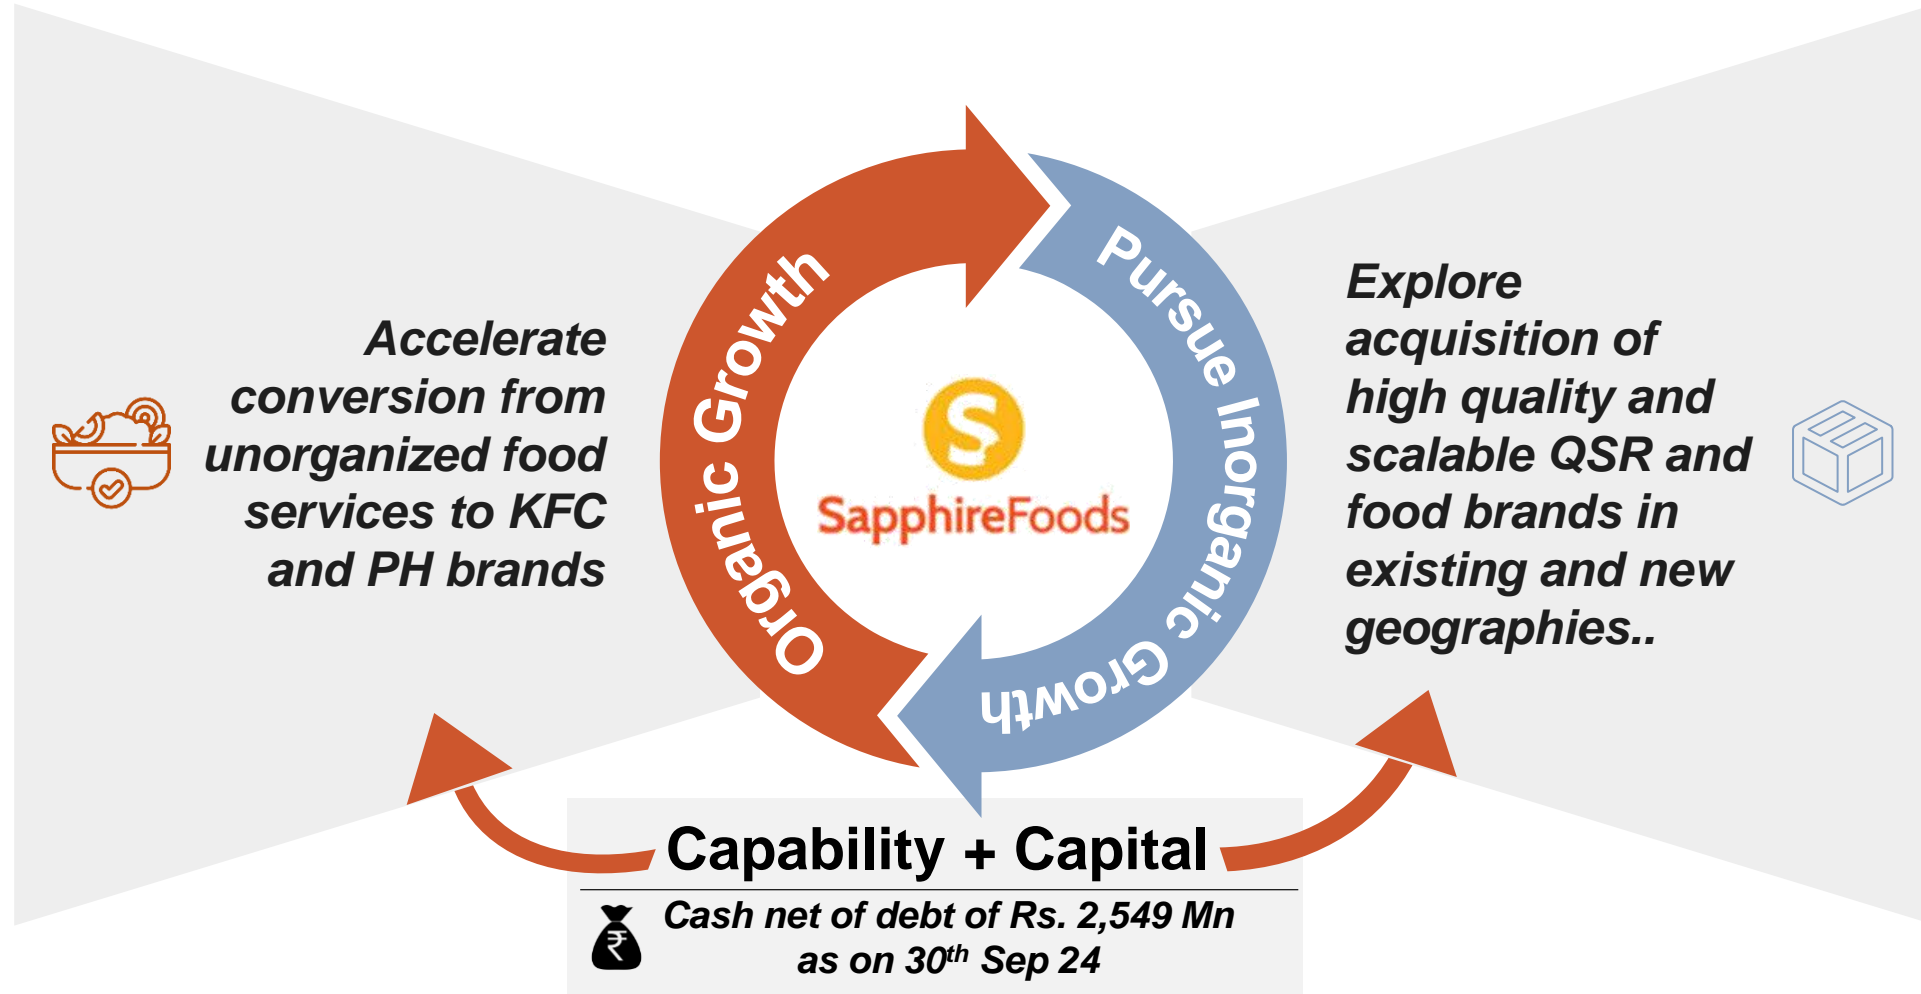 Accelerate
conversion from
unorganized food
services to KFC
and PH brands
Organic Growth
Pursue Inorganic Growth
SapphireFoods
Explore
acquisition of
high quality and
scalable QSR and
food brands in
existing and new
geographies..
Capability + Capital
₹
Cash net of debt of Rs. 2,549 Mn
as on 30th Sep 24